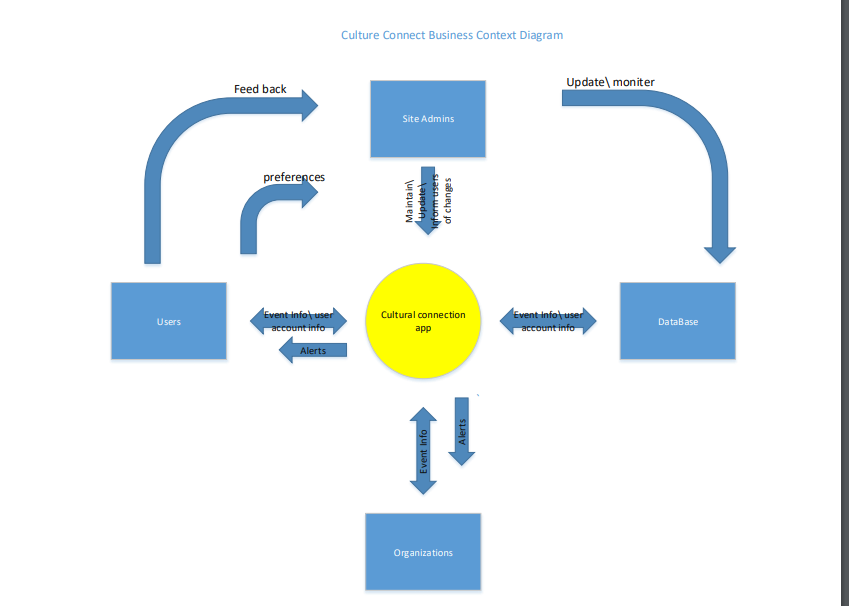 Culture Connect Business Context Diagram
Feed back
Update\ moniter
Site Admins
preferences
Maintain\
Update\
Inform users
of changes
Users
Event info\ user
account info
Alerts
Cultural connection
app
Event info\ user
account info
DataBase
Event Info
Alerts
Organizations